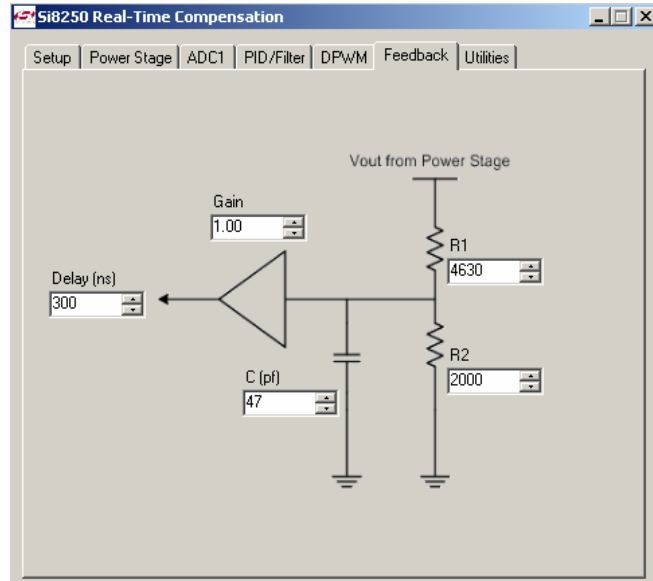 Si8250 Real-Time Compensation
Setup Power Stage ADC1 PID/Filter DPWM Feedback Utilities
Vout from Power Stage
Gain
1.00
R1
4630
Delay (ns)
300
R2
2000
C (pf)
47